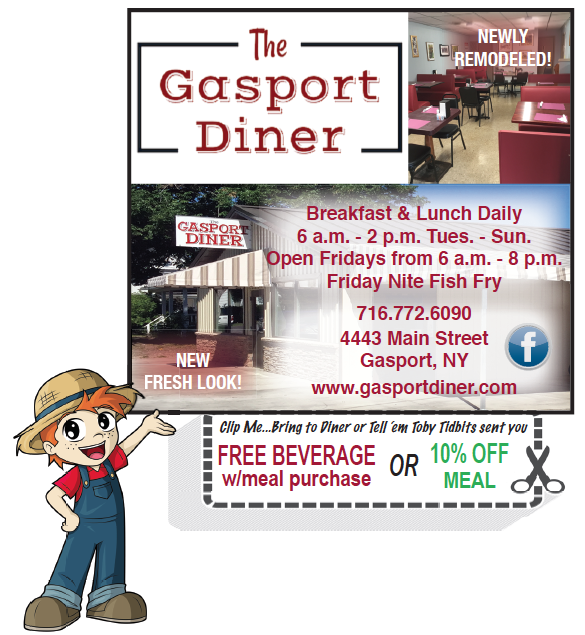 The
Gasport
Diner
NEWLY
REMODELED!
The
GASPORT
DINER
Breakfast & Lunch Daily
6 a.m. - 2 p.m. Tues. - Sun.
Open Fridays from 6 a.m. - 8 p.m.
Friday Nite Fish Fry
716.772.6090
4443 Main Street
Gasport, NY
www.gasportdiner.com
f
NEW
FRESH LOOK!
Clip Me...Bring to Diner or Tell 'em Toby Tidbits sent you
FREE BEVERAGE
w/meal purchase
OR
10% OFF
MEAL